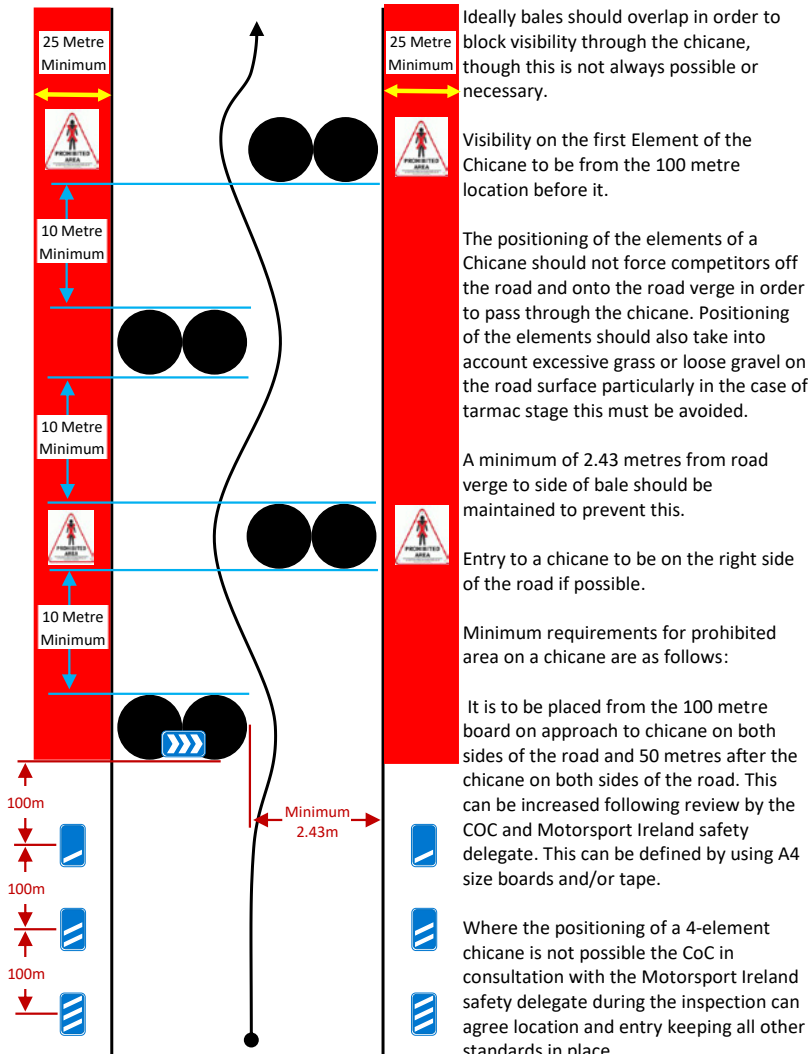 25 Metre
Minimum
PROHIBITED
AREA
10 Metre
Minimum
10 Metre
Minimum
PROHIBITED
AREA
10 Metre
Minimum
100m
100m
100m
Minimum
2.43m
25 Metre
Minimum
PROHIBITED
AREA
PROHIBITED
AREA
Ideally bales should overlap in order to
block visibility through the chicane,
though this is not always possible or
necessary.
Visibility on the first Element of the
Chicane to be from the 100 metre
location before it.
The positioning of the elements of a
Chicane should not force competitors off
the road and onto the road verge in order
to pass through the chicane. Positioning
of the elements should also take into
account excessive grass or loose gravel on
the road surface particularly in the case of
tarmac stage this must be avoided.
A minimum of 2.43 metres from road
verge to side of bale should be
maintained to prevent this.
Entry to a chicane to be on the right side
of the road if possible.
Minimum requirements for prohibited
area on a chicane are as follows:
It is to be placed from the 100 metre
board on approach to chicane on both
sides of the road and 50 metres after the
chicane on both sides of the road. This
can be increased following review by the
COC and Motorsport Ireland safety
delegate. This can be defined by using A4
size boards and/or tape.
Where the positioning of a 4-element
chicane is not possible the CoC in
consultation with the Motorsport Ireland
safety delegate during the inspection can
agree location and entry keeping all other
standards in place